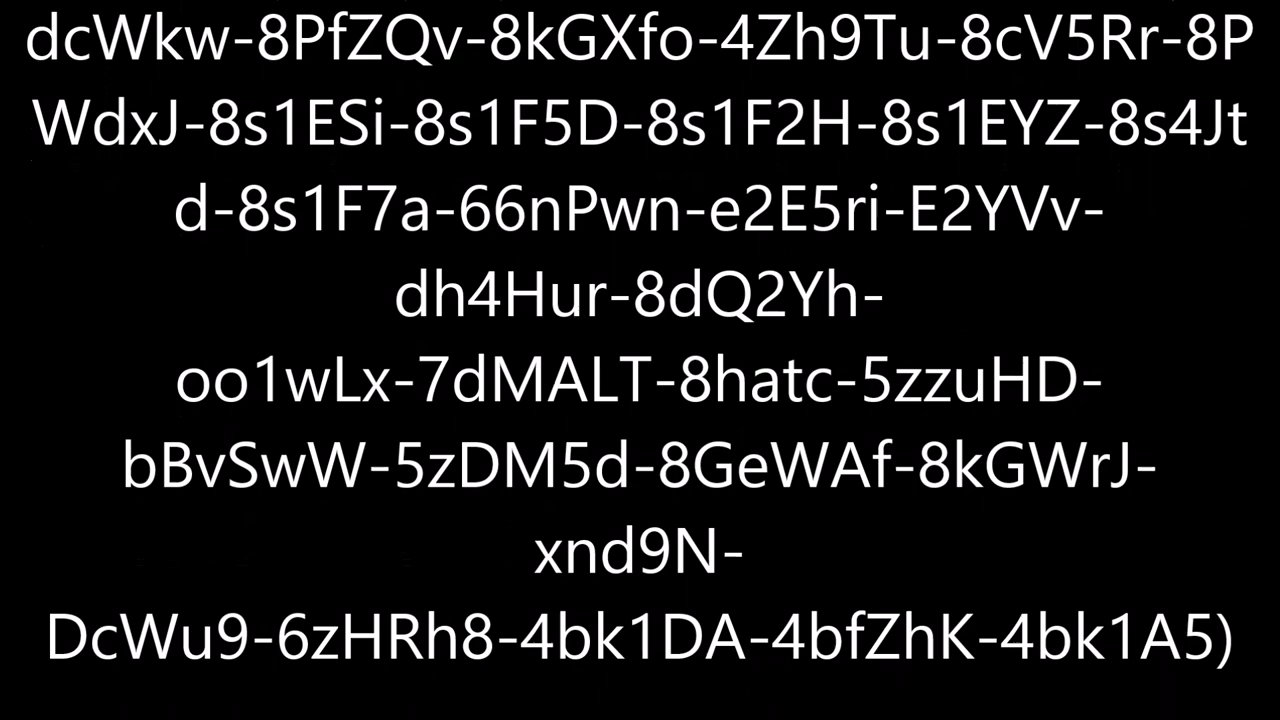 dcWkw-8PfZQv-8kGXfo-4Zh9Tu-8cV5Rr-8P
WdxJ-8s1ESi-8s1F5D-8s1F2H-8s1EYZ-8s4Jt
d-8s1F7a-66nPwn-e2E5ri-E2YVv-
dh4Hur-8dQ2Yh-
oo1wLx-7dMALT-8hatc-5zzuHD-
bBvSwW-5zDM5d-8GeWAf-8kGWrJ-
xnd9N-
DcWu9-6zHRh8-4bk1DA-4bfZhK-4bk1A5)